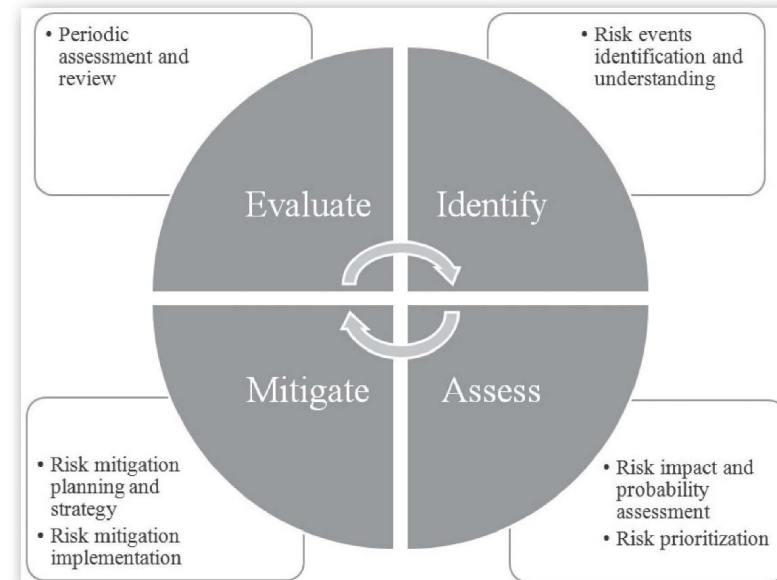 • Periodic
assessment and
review
• Risk events
identification and
understanding
Evaluate
Identify
Mitigate
Assess
• Risk mitigation
planning and
strategy
• Risk mitigation
implementation
• Risk impact and
probability
assessment
• Risk prioritization